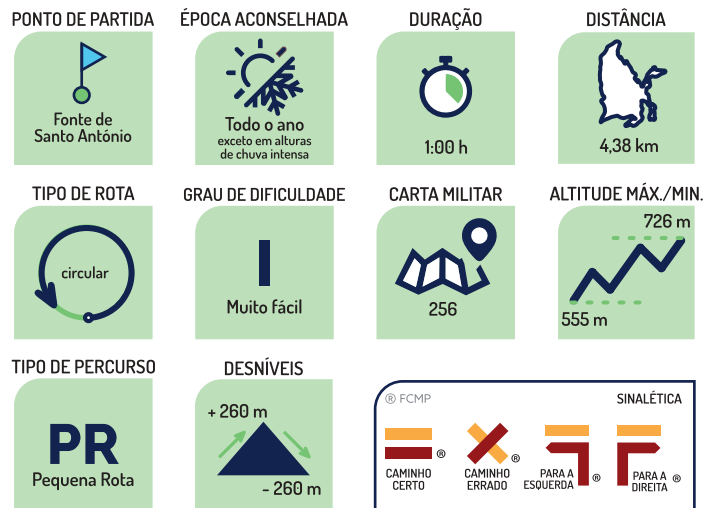 PONTO DE PARTIDA
Fonte de
Santo António
ÉPOCA ACONSELHADA
Todo o ano
exceto em alturas
de chuva intensa
DURAÇÃO
1:00 h
DISTÂNCIA
4,38 km
TIPO DE ROTA
circular
GRAU DE DIFICULDADE
I
Muito fácil
CARTA MILITAR
256
ALTITUDE MÁX./MIN.
726 m
555 m
TIPO DE PERCURSO
PR
Pequena Rota
DESNÍVEIS
+ 260 m
- 260 m
® FCMP
SINALÉTICA
®
CAMINHO
CERTO
®
CAMINHO
ERRADO
®
PARA A
ESQUERDA
®
PARA A
DIREITA